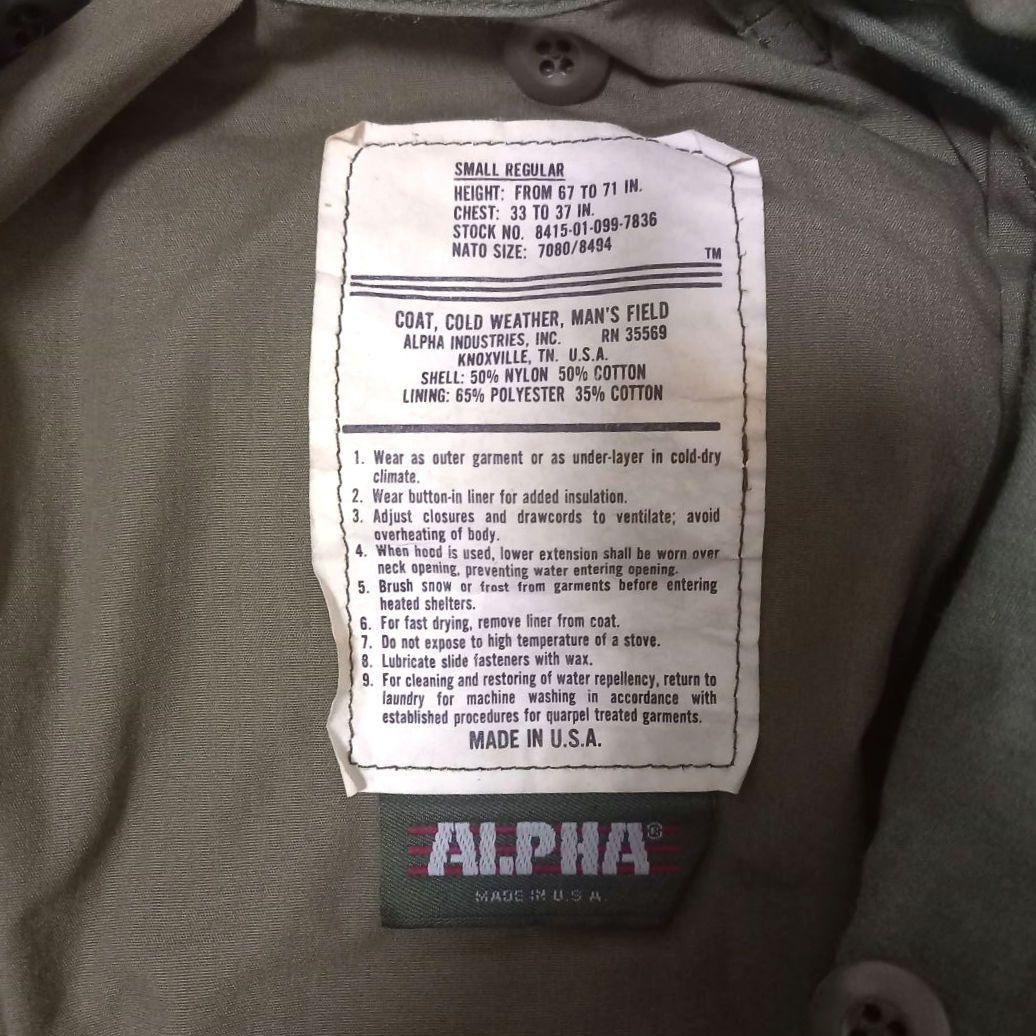 SMALL REGULAR
HEIGHT: FROM 67 TO 71 IN.
CHEST: 33 TO 37 IN.
STOCK NO. 8415-01-099-7836
NATO SIZE: 7080/8494
TM
COAT, COLD WEATHER, MAN'S FIELD
ALPHA INDUSTRIES, INC. RN 35569
KNOXVILLE, TN. U.S.A.
SHELL: 50% NYLON 50% COTTON
LINING: 65% POLYESTER 35% COTTON
1. Wear as outer garment or as under-layer in cold-dry
climate.
2. Wear button-in liner for added insulation.
3. Adjust closures and drawcords to ventilate; avoid
overheating of body.
4. When hood is used, lower extension shall be worn over
neck opening, preventing water entering opening.
5. Brush snow or frost from garments before entering
heated shelters.
6. For fast drying, remove liner from coat.
7. Do not expose to high temperature of a stove.
8. Lubricate slide fasteners with wax.
9. For cleaning and restoring of water repellency, return to
laundry for machine washing in accordance with
established procedures for quarpel treated garments.
MADE IN U.S.A.
ALPHA®
MADE IN U.S.A.